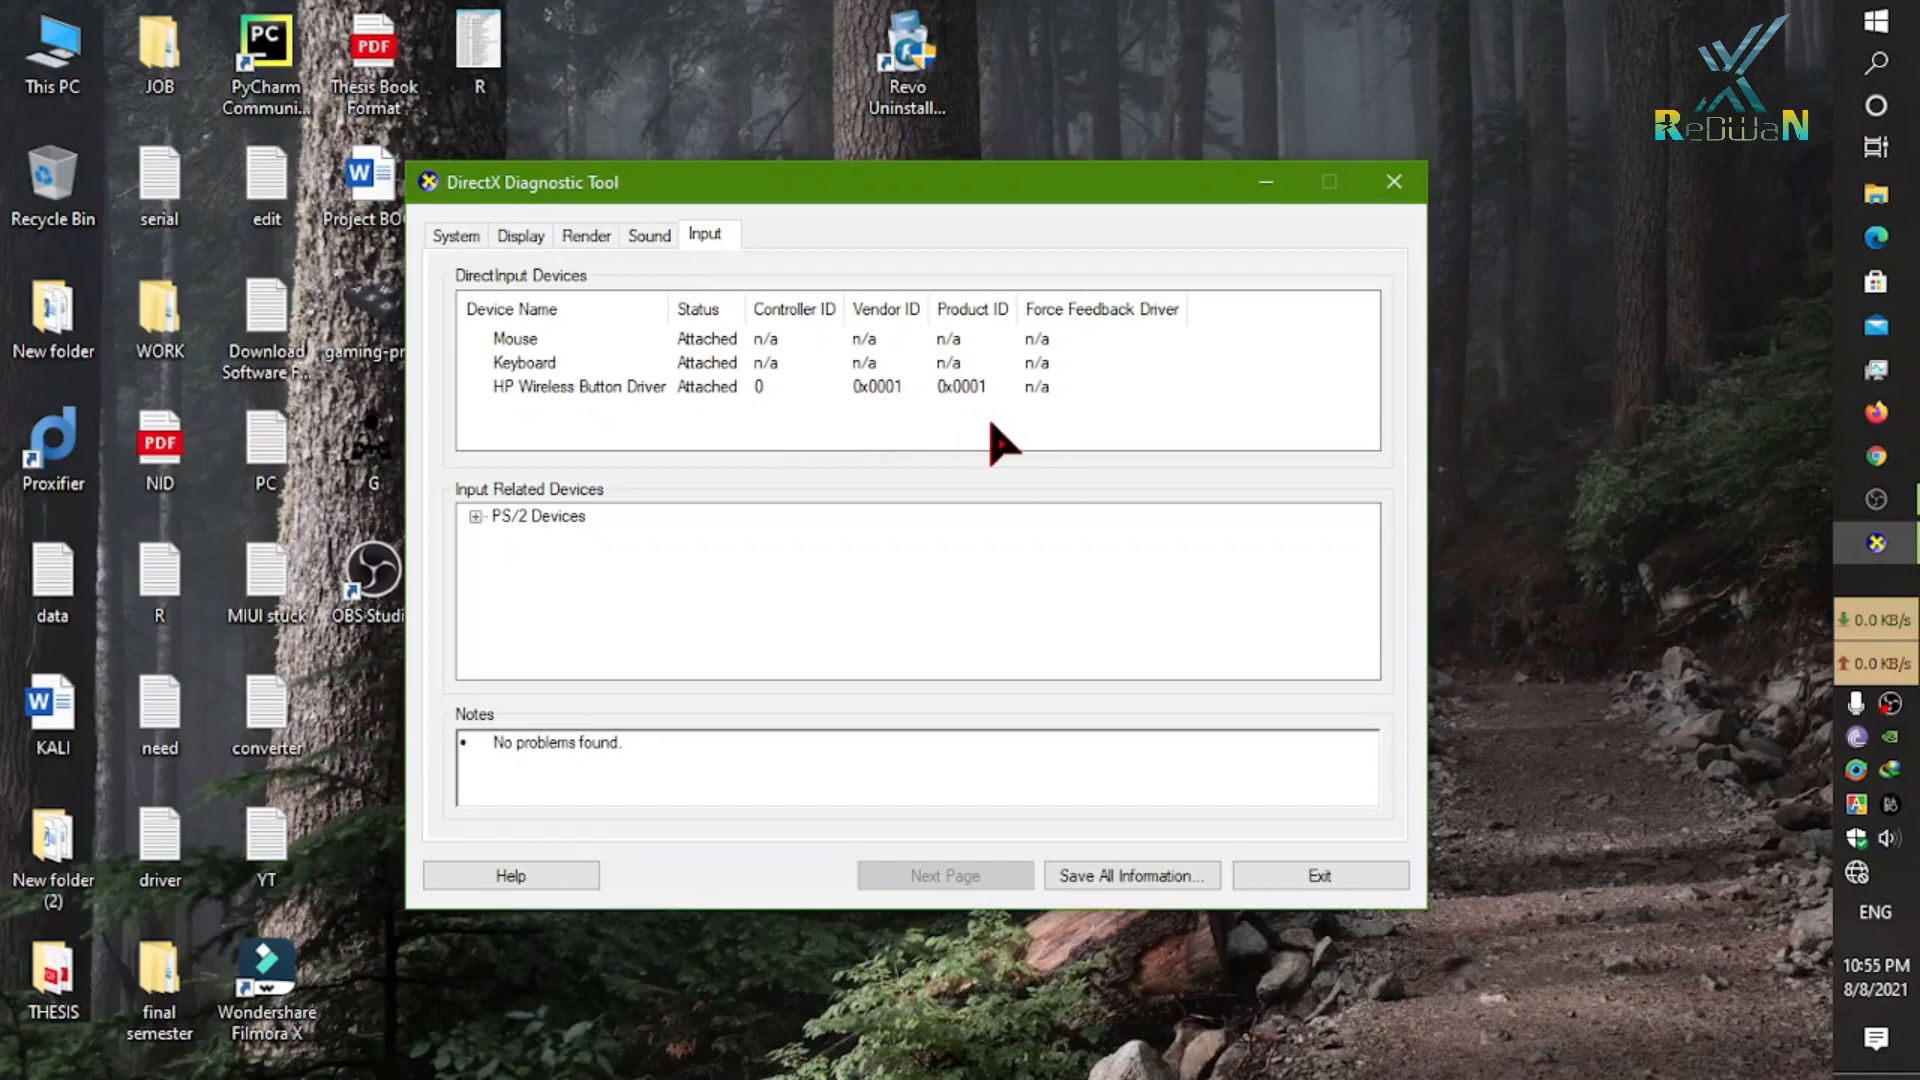 This PC
JOB
PyCharm
Communi...
Thesis Book
Format
R
Revo
Uninstall...
ReDWaN
Recycle Bin
serial
edit
Project BO
New folder
WORK
Download
Software F...
gaming-pr
Proxifier
NID
PC
G
data
R
MIUI stuck
OBS Studi
KALI
need
converter
New folder
(2)
driver
YT
THESIS
final
semester
Wondershare
Filmora X
DirectX Diagnostic Tool
System Display Render Sound Input
DirectInput Devices
Device Name Status Controller ID Vendor ID Product ID Force Feedback Driver
Mouse Attached n/a n/a n/a n/a
Keyboard Attached n/a n/a n/a n/a
HP Wireless Button Driver Attached 0 0x0001 0x0001 n/a
Input Related Devices
PS/2 Devices
Notes
• No problems found.
Help Next Page Save All Information... Exit
0.0 KB/s
0.0 KB/s
ENG
10:55 PM
8/8/2021